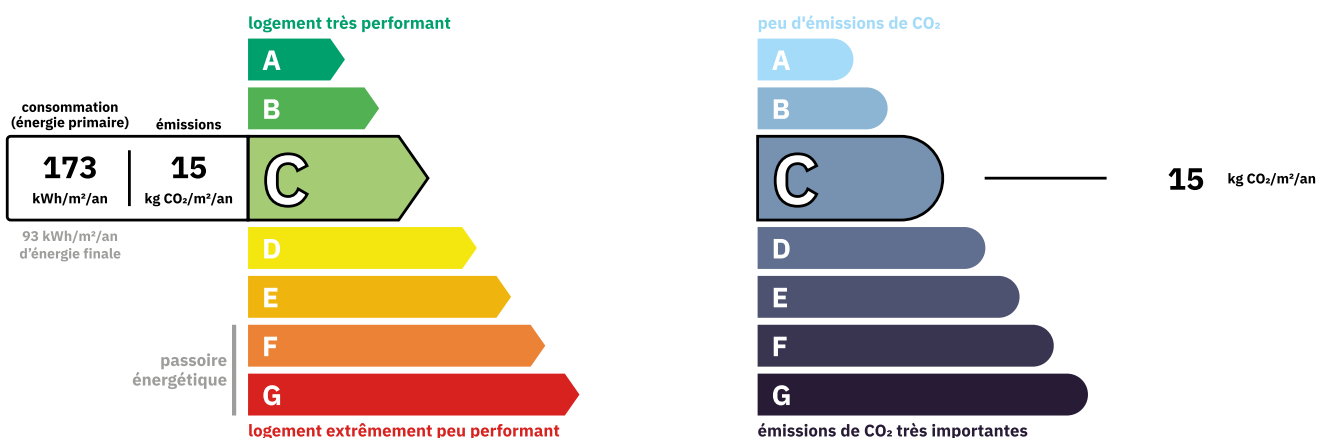 logement très performant
A
B
consommation
(énergie primaire)
émissions
173
kWh/m²/an
15
kg CO₂/m²/an
C
93 kWh/m²/an
d'énergie finale
D
E
F
passoire
énergétique
G
logement extrêmement peu performant
peu d'émissions de CO₂
A
B
C
15 kg CO₂/m²/an
D
E
F
G
émissions de CO₂ très importantes